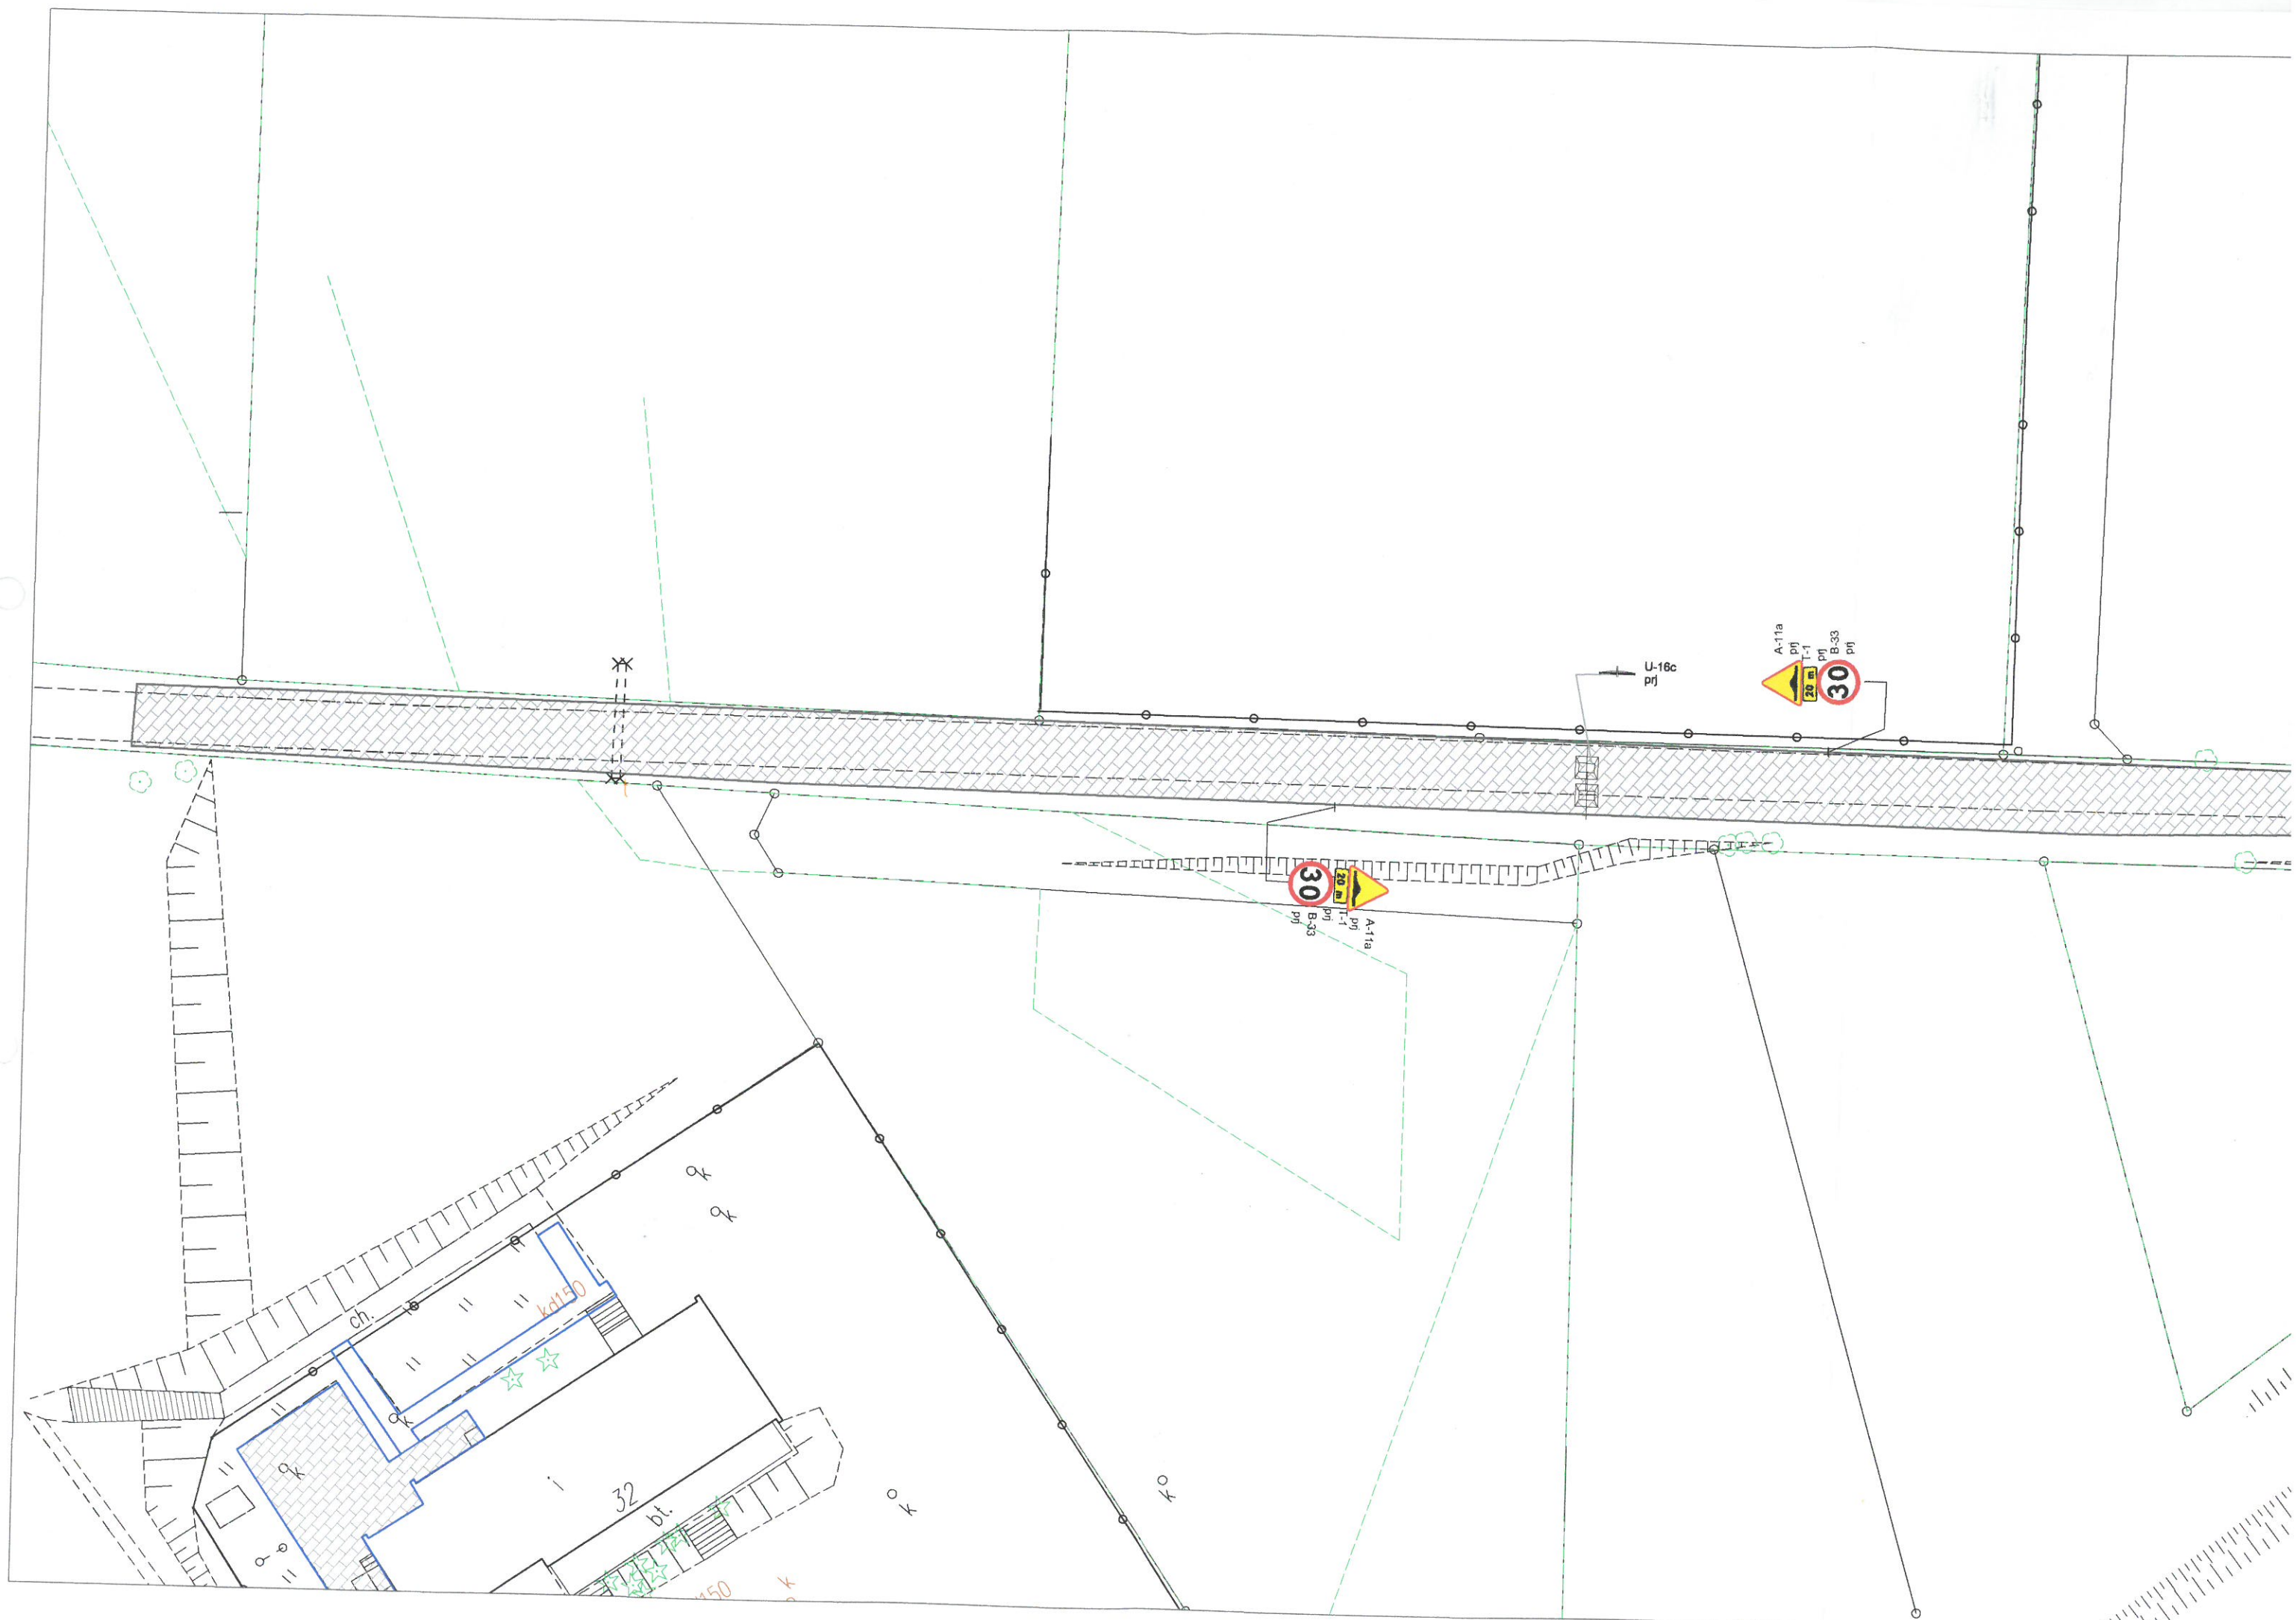 A-11a
prj
T-1
prj
B-33
prj
20 m
30
U-16c
prj
30
20 m
A-11a
prj
T-1
prj
B-33
prj
k
k
kd150
ch.
k
k
i
32
bt.
k
k
150
k